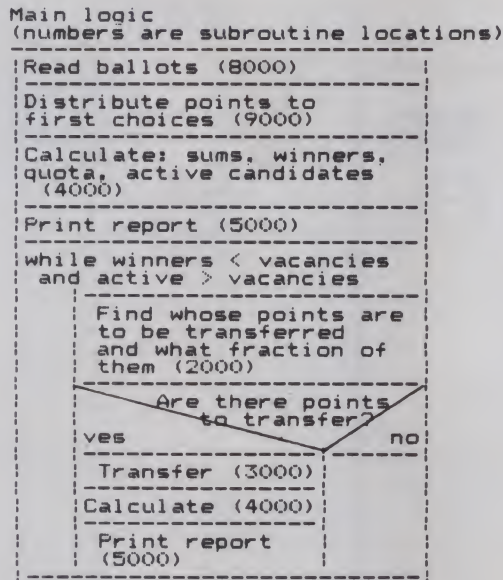 Main logic
(numbers are subroutine locations)
Read ballots (8000)
Distribute points to
first choices (9000)
Calculate: sums, winners,
quota, active candidates
(4000)
Print report (5000)
while winners < vacancies
and active > vacancies
Find whose points are
to be transferred
and what fraction of
them (2000)
Are there points
to transfer?
yes no
Transfer (3000)
Calculate (4000)
Print report
(5000)